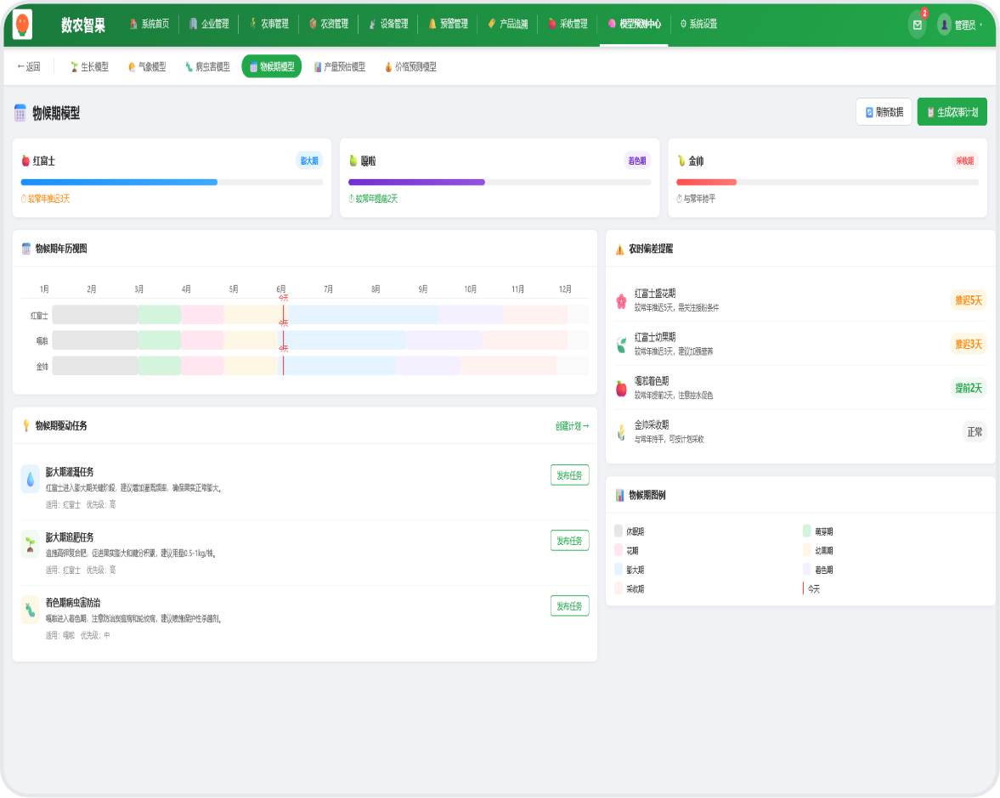 数农智果
系统首页
企业管理
农事管理
农资管理
设备管理
预警管理
产品追溯
采收管理
模型预测中心
系统设置
2
管理员
←返回
生长模型
气象模型
病虫害模型
物候期模型
产量预估模型
价格预测模型
物候期模型
刷新数据
生成农事计划
红富士
膨大期
较常年推迟3天
嘎啦
着色期
较常年提前2天
金帅
采收期
与常年持平
物候期年历视图
1月 2月 3月 4月 5月 6月 7月 8月 9月 10月 11月 12月
今天
红富士
今天
嘎啦
今天
金帅
农时偏差提醒
红富士盛花期
较常年推迟5天，需关注授粉条件
推迟5天
红富士幼果期
较常年推迟3天，建议加强营养
推迟3天
嘎啦着色期
较常年提前2天，注意控水促色
提前2天
金帅采收期
与常年持平，可按计划采收
正常
物候期驱动任务
创建计划 →
膨大期灌溉任务
红富士进入膨大期关键阶段，建议增加灌溉频率，确保果实正常膨大。
适用：红富士 优先级：高
发布任务
膨大期追肥任务
追施高钾复合肥，促进果实膨大和糖分积累，建议用量0.5-1kg/株。
适用：红富士 优先级：高
发布任务
着色期病虫害防治
嘎啦进入着色期，注意防治炭疽病和轮纹病，建议喷施保护性杀菌剂。
适用：嘎啦 优先级：中
发布任务
物候期图例
休眠期
萌芽期
花期
幼果期
膨大期
着色期
采收期
今天